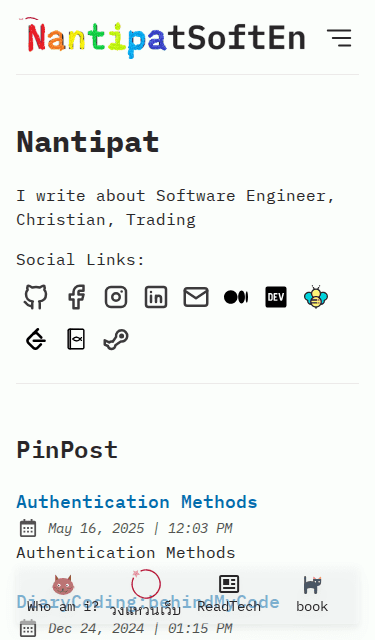 NantipatSoftEn
Nantipat
I write about Software Engineer,
Christian, Trading
Social Links:
DEV
PinPost
Authentication Methods
May 16, 2025 | 12:03 PM
Authentication Methods
DiaryCoding:behindMyCode
Who am i? วงแหวนเว็บ ReadTech book
Dec 24, 2024 | 01:15 PM